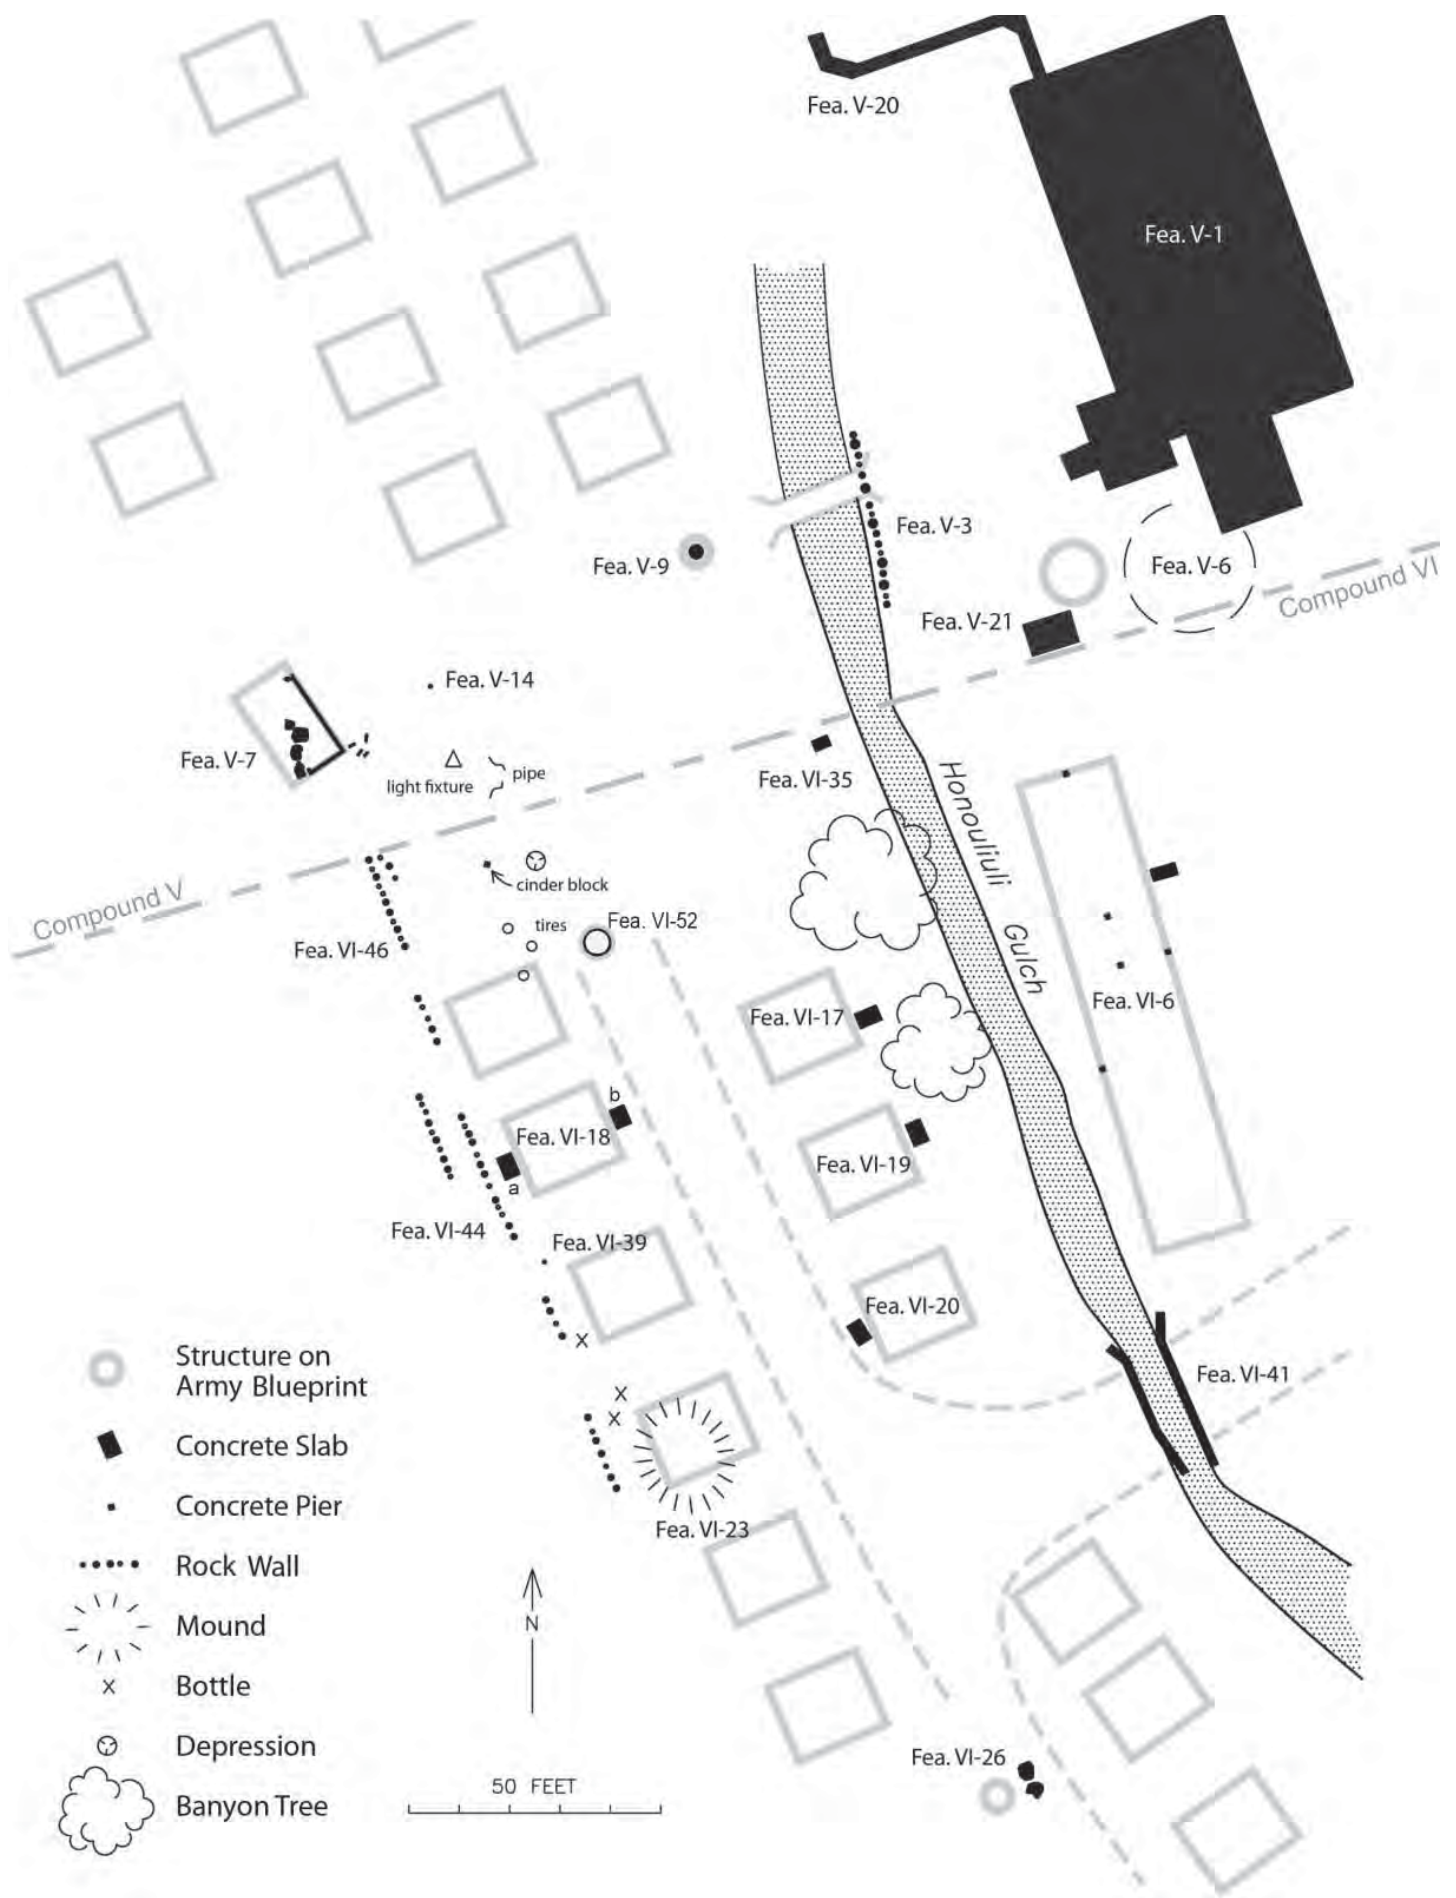 Fea. V-20
Fea. V-1
Fea. V-3
Fea. V-9
Fea. V-6
Compound VI
Fea. V-21
Fea. V-14
Fea. V-7
light fixture
pipe
Fea. VI-35
Honouliuli
Gulch
cinder block
Compound V
tires
Fea. VI-52
Fea. VI-46
Fea. VI-6
Fea. VI-17
b
Fea. VI-18
a
Fea. VI-19
Fea. VI-44
Fea. VI-39
Fea. VI-20
Fea. VI-41
Fea. VI-23
Fea. VI-26
Structure on
Army Blueprint
Concrete Slab
Concrete Pier
Rock Wall
Mound
Bottle
Depression
Banyon Tree
N
50 FEET